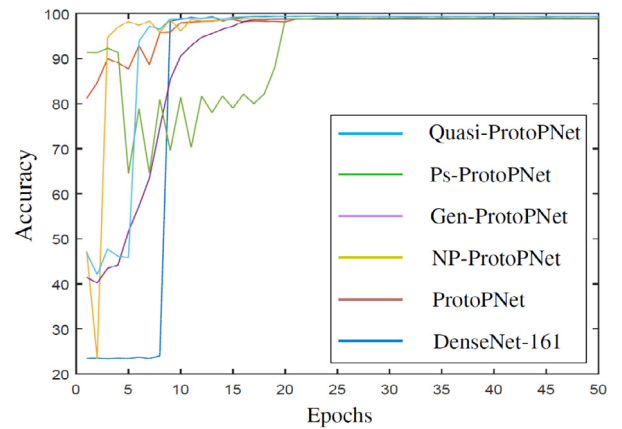 100
90
80
70
60
50
40
30
20
Accuracy
Quasi-ProtoPNet
Ps-ProtoPNet
Gen-ProtoPNet
NP-ProtoPNet
ProtoPNet
DenseNet-161
0 5 10 15 20 25 30 35 40 45 50
Epochs